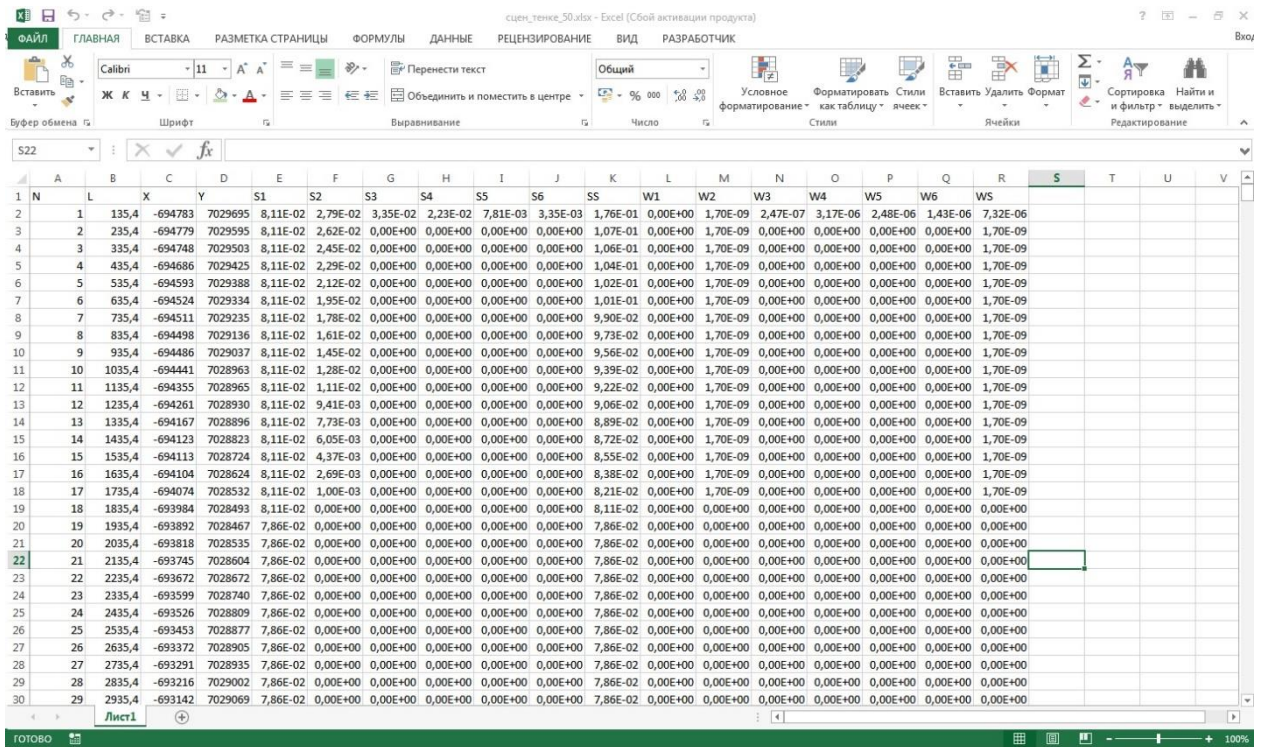 сцен_тенке_50.xlsx - Excel (Сбой активации продукта)
ФАЙЛ ГЛАВНАЯ ВСТАВКА РАЗМЕТКА СТРАНИЦЫ ФОРМУЛЫ ДАННЫЕ РЕЦЕНЗИРОВАНИЕ ВИД РАЗРАБОТЧИК
Вставить
Calibri 11
Ж К Ч
Перенести текст
Объединить и поместить в центре
Общий
% 000
Условное форматирование
Форматировать как таблицу
Стили ячеек
Вставить Удалить Формат
Сортировка и фильтр
Найти и выделить
Буфер обмена Шрифт Выравнивание Число Стили Ячейки Редактирование
S22 fx
A B C D E F G H I J K L M N O P Q R S T U V
1 N L X Y S1 S2 S3 S4 S5 S6 SS W1 W2 W3 W4 W5 W6 WS
2 1 135,4 -694783 7029695 8,11E-02 2,79E-02 3,35E-02 2,23E-02 7,81E-03 3,35E-03 1,76E-01 0,00E+00 1,70E-09 2,47E-07 3,17E-06 2,48E-06 1,43E-06 7,32E-06
3 2 235,4 -694779 7029595 8,11E-02 2,62E-02 0,00E+00 0,00E+00 0,00E+00 0,00E+00 1,07E-01 0,00E+00 1,70E-09 0,00E+00 0,00E+00 0,00E+00 0,00E+00 1,70E-09
4 3 335,4 -694748 7029503 8,11E-02 2,45E-02 0,00E+00 0,00E+00 0,00E+00 0,00E+00 1,06E-01 0,00E+00 1,70E-09 0,00E+00 0,00E+00 0,00E+00 0,00E+00 1,70E-09
5 4 435,4 -694686 7029425 8,11E-02 2,29E-02 0,00E+00 0,00E+00 0,00E+00 0,00E+00 1,04E-01 0,00E+00 1,70E-09 0,00E+00 0,00E+00 0,00E+00 0,00E+00 1,70E-09
6 5 535,4 -694593 7029388 8,11E-02 2,12E-02 0,00E+00 0,00E+00 0,00E+00 0,00E+00 1,02E-01 0,00E+00 1,70E-09 0,00E+00 0,00E+00 0,00E+00 0,00E+00 1,70E-09
7 6 635,4 -694524 7029334 8,11E-02 1,95E-02 0,00E+00 0,00E+00 0,00E+00 0,00E+00 1,01E-01 0,00E+00 1,70E-09 0,00E+00 0,00E+00 0,00E+00 0,00E+00 1,70E-09
8 7 735,4 -694511 7029235 8,11E-02 1,78E-02 0,00E+00 0,00E+00 0,00E+00 0,00E+00 9,90E-02 0,00E+00 1,70E-09 0,00E+00 0,00E+00 0,00E+00 0,00E+00 1,70E-09
9 8 835,4 -694498 7029136 8,11E-02 1,61E-02 0,00E+00 0,00E+00 0,00E+00 0,00E+00 9,73E-02 0,00E+00 1,70E-09 0,00E+00 0,00E+00 0,00E+00 0,00E+00 1,70E-09
10 9 935,4 -694486 7029037 8,11E-02 1,45E-02 0,00E+00 0,00E+00 0,00E+00 0,00E+00 9,56E-02 0,00E+00 1,70E-09 0,00E+00 0,00E+00 0,00E+00 0,00E+00 1,70E-09
11 10 1035,4 -694441 7028963 8,11E-02 1,28E-02 0,00E+00 0,00E+00 0,00E+00 0,00E+00 9,39E-02 0,00E+00 1,70E-09 0,00E+00 0,00E+00 0,00E+00 0,00E+00 1,70E-09
12 11 1135,4 -694355 7028965 8,11E-02 1,11E-02 0,00E+00 0,00E+00 0,00E+00 0,00E+00 9,22E-02 0,00E+00 1,70E-09 0,00E+00 0,00E+00 0,00E+00 0,00E+00 1,70E-09
13 12 1235,4 -694261 7028930 8,11E-02 9,41E-03 0,00E+00 0,00E+00 0,00E+00 0,00E+00 9,06E-02 0,00E+00 1,70E-09 0,00E+00 0,00E+00 0,00E+00 0,00E+00 1,70E-09
14 13 1335,4 -694167 7028896 8,11E-02 7,73E-03 0,00E+00 0,00E+00 0,00E+00 0,00E+00 8,89E-02 0,00E+00 1,70E-09 0,00E+00 0,00E+00 0,00E+00 0,00E+00 1,70E-09
15 14 1435,4 -694123 7028823 8,11E-02 6,05E-03 0,00E+00 0,00E+00 0,00E+00 0,00E+00 8,72E-02 0,00E+00 1,70E-09 0,00E+00 0,00E+00 0,00E+00 0,00E+00 1,70E-09
16 15 1535,4 -694113 7028724 8,11E-02 4,37E-03 0,00E+00 0,00E+00 0,00E+00 0,00E+00 8,55E-02 0,00E+00 1,70E-09 0,00E+00 0,00E+00 0,00E+00 0,00E+00 1,70E-09
17 16 1635,4 -694104 7028624 8,11E-02 2,69E-03 0,00E+00 0,00E+00 0,00E+00 0,00E+00 8,38E-02 0,00E+00 1,70E-09 0,00E+00 0,00E+00 0,00E+00 0,00E+00 1,70E-09
18 17 1735,4 -694074 7028532 8,11E-02 1,00E-03 0,00E+00 0,00E+00 0,00E+00 0,00E+00 8,21E-02 0,00E+00 1,70E-09 0,00E+00 0,00E+00 0,00E+00 0,00E+00 1,70E-09
19 18 1835,4 -693984 7028493 8,11E-02 0,00E+00 0,00E+00 0,00E+00 0,00E+00 0,00E+00 8,11E-02 0,00E+00 0,00E+00 0,00E+00 0,00E+00 0,00E+00 0,00E+00 0,00E+00
20 19 1935,4 -693892 7028467 7,86E-02 0,00E+00 0,00E+00 0,00E+00 0,00E+00 0,00E+00 7,86E-02 0,00E+00 0,00E+00 0,00E+00 0,00E+00 0,00E+00 0,00E+00 0,00E+00
21 20 2035,4 -693818 7028535 7,86E-02 0,00E+00 0,00E+00 0,00E+00 0,00E+00 0,00E+00 7,86E-02 0,00E+00 0,00E+00 0,00E+00 0,00E+00 0,00E+00 0,00E+00 0,00E+00
22 21 2135,4 -693745 7028604 7,86E-02 0,00E+00 0,00E+00 0,00E+00 0,00E+00 0,00E+00 7,86E-02 0,00E+00 0,00E+00 0,00E+00 0,00E+00 0,00E+00 0,00E+00 0,00E+00
23 22 2235,4 -693672 7028672 7,86E-02 0,00E+00 0,00E+00 0,00E+00 0,00E+00 0,00E+00 7,86E-02 0,00E+00 0,00E+00 0,00E+00 0,00E+00 0,00E+00 0,00E+00 0,00E+00
24 23 2335,4 -693599 7028740 7,86E-02 0,00E+00 0,00E+00 0,00E+00 0,00E+00 0,00E+00 7,86E-02 0,00E+00 0,00E+00 0,00E+00 0,00E+00 0,00E+00 0,00E+00 0,00E+00
25 24 2435,4 -693526 7028809 7,86E-02 0,00E+00 0,00E+00 0,00E+00 0,00E+00 0,00E+00 7,86E-02 0,00E+00 0,00E+00 0,00E+00 0,00E+00 0,00E+00 0,00E+00 0,00E+00
26 25 2535,4 -693453 7028877 7,86E-02 0,00E+00 0,00E+00 0,00E+00 0,00E+00 0,00E+00 7,86E-02 0,00E+00 0,00E+00 0,00E+00 0,00E+00 0,00E+00 0,00E+00 0,00E+00
27 26 2635,4 -693372 7028905 7,86E-02 0,00E+00 0,00E+00 0,00E+00 0,00E+00 0,00E+00 7,86E-02 0,00E+00 0,00E+00 0,00E+00 0,00E+00 0,00E+00 0,00E+00 0,00E+00
28 27 2735,4 -693291 7028935 7,86E-02 0,00E+00 0,00E+00 0,00E+00 0,00E+00 0,00E+00 7,86E-02 0,00E+00 0,00E+00 0,00E+00 0,00E+00 0,00E+00 0,00E+00 0,00E+00
29 28 2835,4 -693216 7029002 7,86E-02 0,00E+00 0,00E+00 0,00E+00 0,00E+00 0,00E+00 7,86E-02 0,00E+00 0,00E+00 0,00E+00 0,00E+00 0,00E+00 0,00E+00 0,00E+00
30 29 2935,4 -693142 7029069 7,86E-02 0,00E+00 0,00E+00 0,00E+00 0,00E+00 0,00E+00 7,86E-02 0,00E+00 0,00E+00 0,00E+00 0,00E+00 0,00E+00 0,00E+00 0,00E+00
Лист1
ГОТОВО 100%